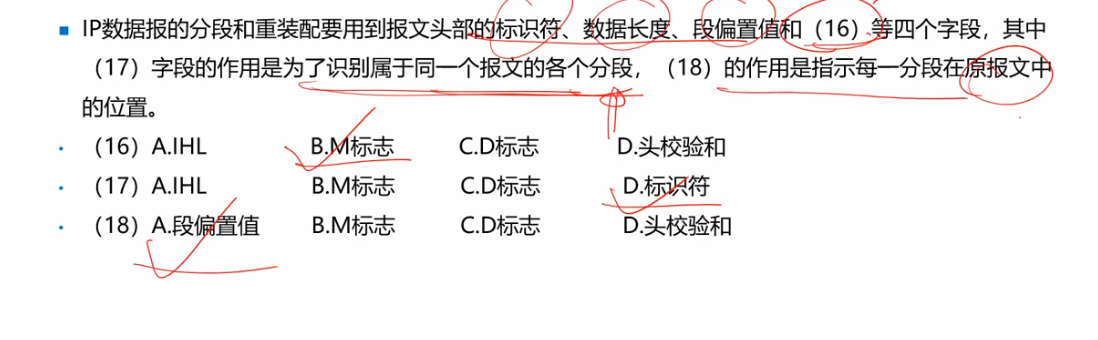 IP数据报的分段和重装配要用到报文头部的标识符、数据长度、段偏置值和（16）等四个字段，其中
（17）字段的作用是为了识别属于同一个报文的各个分段，（18）的作用是指示每一分段在原报文中
的位置。
（16）A.IHL B.M标志 C.D标志 D.头校验和
（17）A.IHL B.M标志 C.D标志 D.标识符
（18）A.段偏置值 B.M标志 C.D标志 D.头校验和